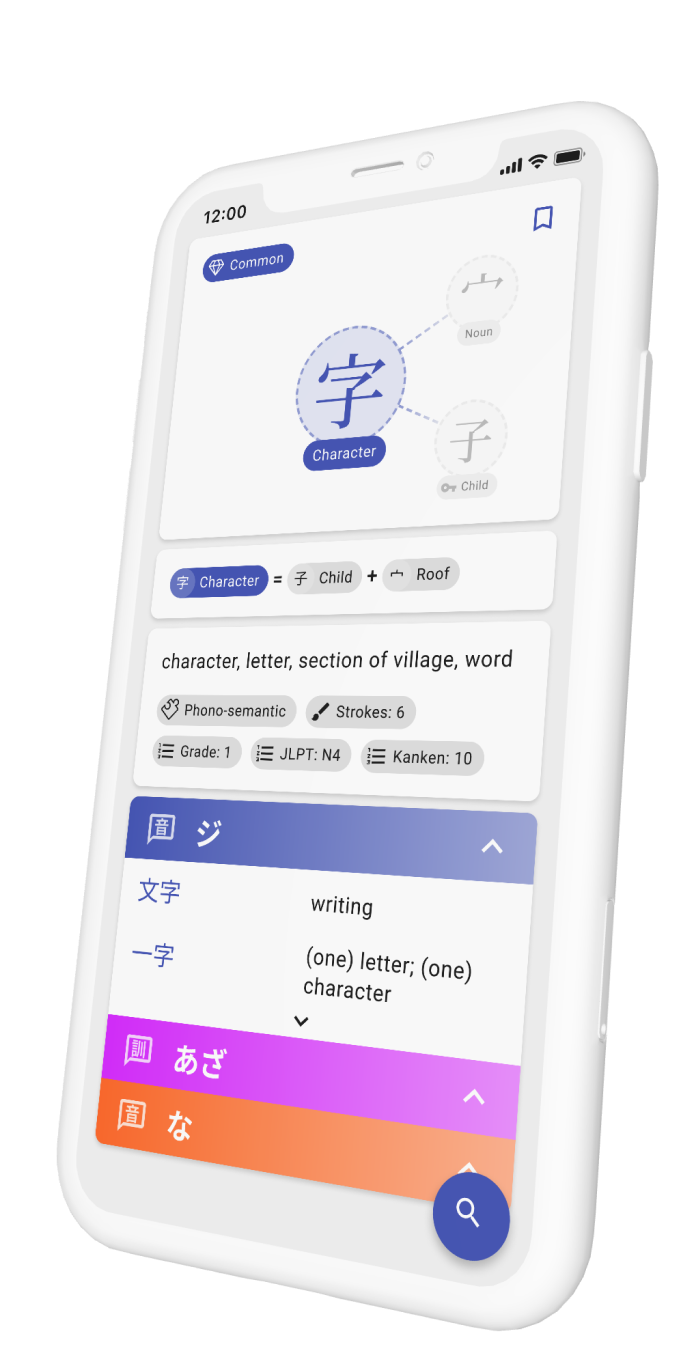 12:00
Common
宀
Noun
字
Character
子
Child
字 Character = 子 Child + 宀 Roof
character, letter, section of village, word
Phono-semantic Strokes: 6
Grade: 1 JLPT: N4 Kanken: 10
音 ジ
文字 writing
一字 (one) letter; (one)
character
訓 あざ
音 な